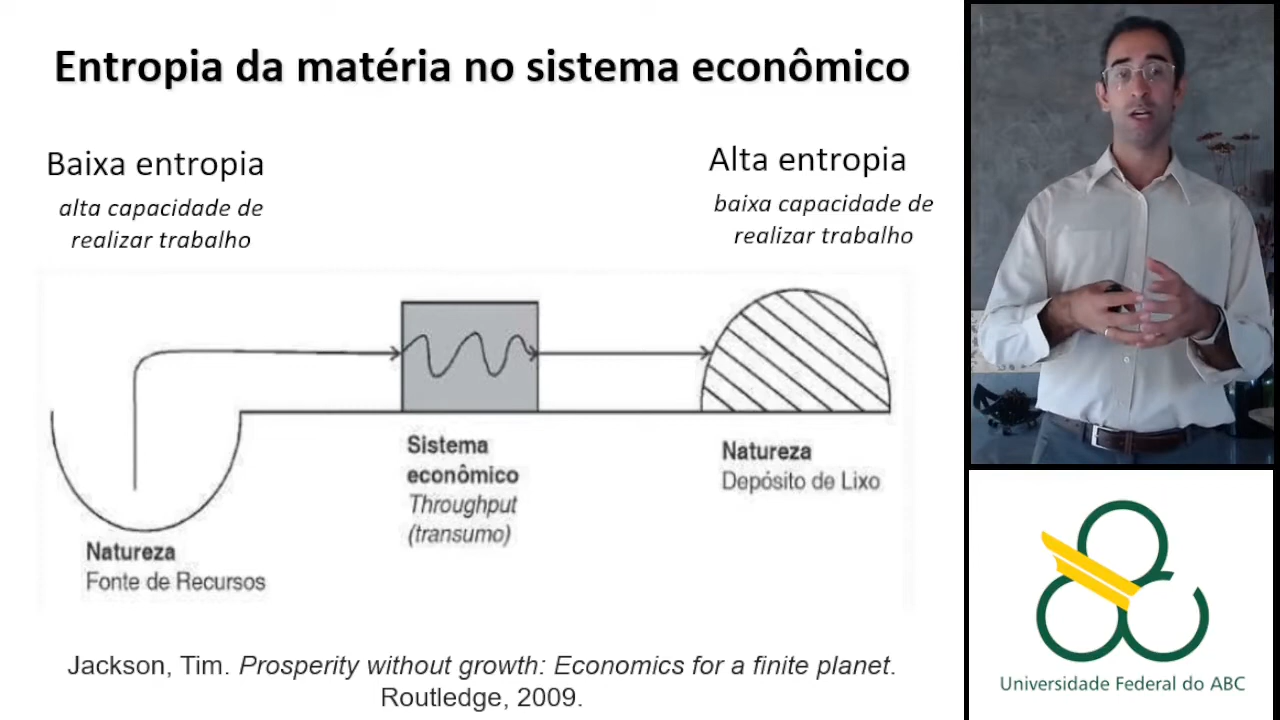 Entropia da matéria no sistema econômico
Baixa entropia
alta capacidade de
realizar trabalho
Alta entropia
baixa capacidade de
realizar trabalho
Sistema
econômico
Throughput
(transumo)
Natureza
Depósito de Lixo
Natureza
Fonte de Recursos
Jackson, Tim. Prosperity without growth: Economics for a finite planet.
Routledge, 2009.
Universidade Federal do ABC